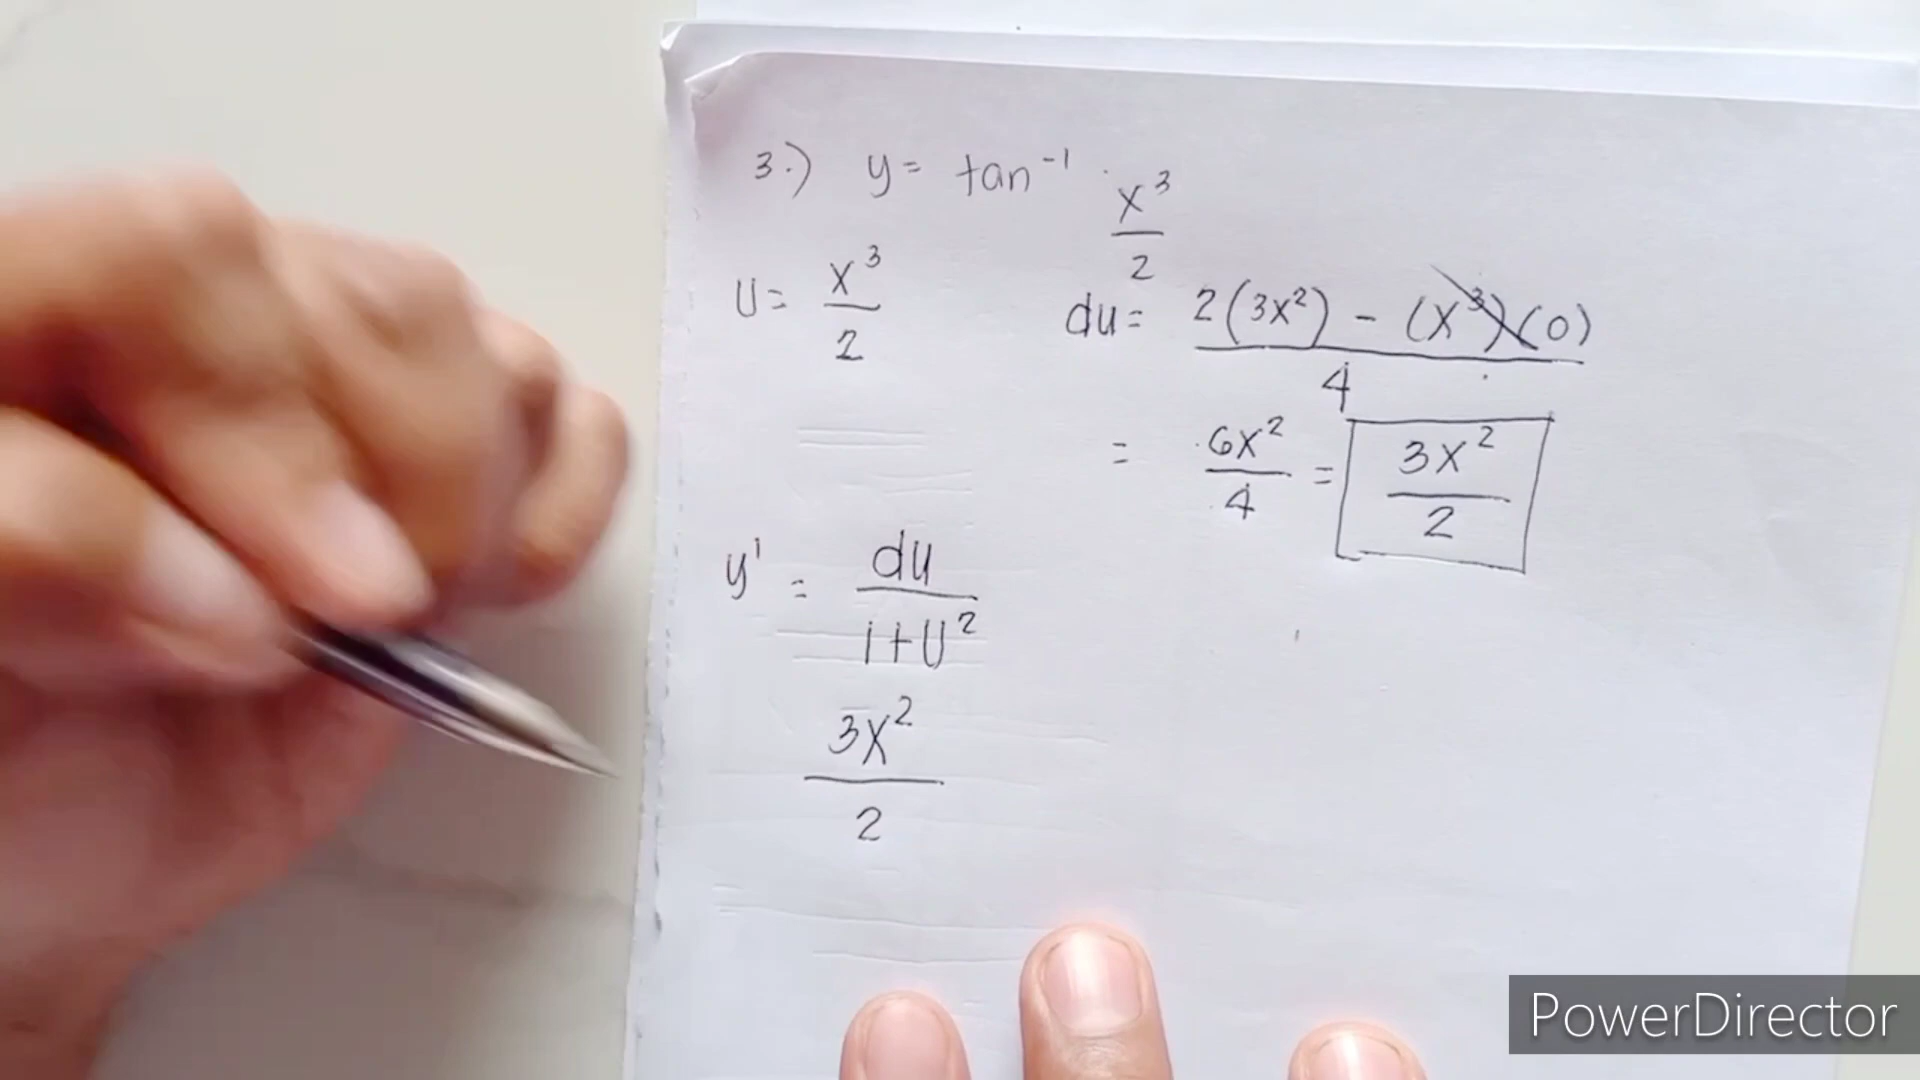 3.) y = tan⁻¹ x³/2
U = x³/2
du = 2(3x²) - (x³)(0) / 4
= 6x²/4 = 3x²/2
y' = du / 1+U²
3x²/2
PowerDirector